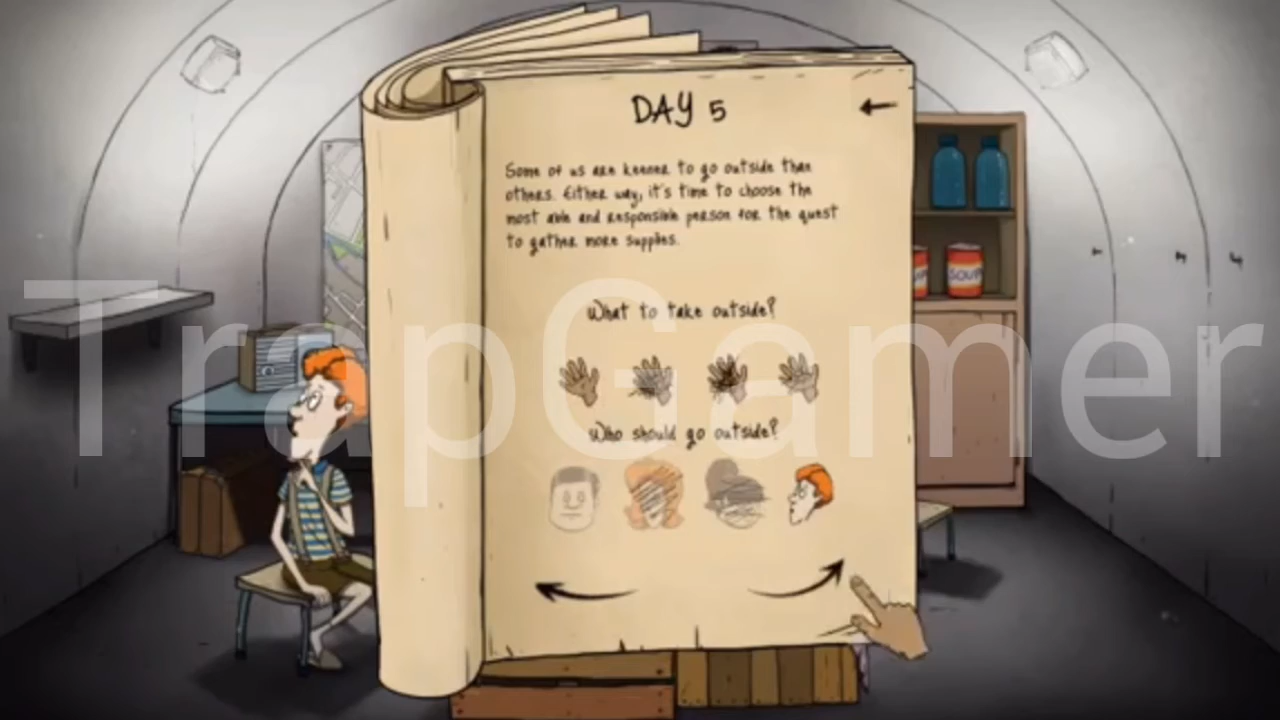 DAY 5
Some of us are keener to go outside than
others. Either way, it's time to choose the
most able and responsible person for the quest
to gather more supplies.
What to take outside?
Who should go outside?
SOUP
TrapGamer